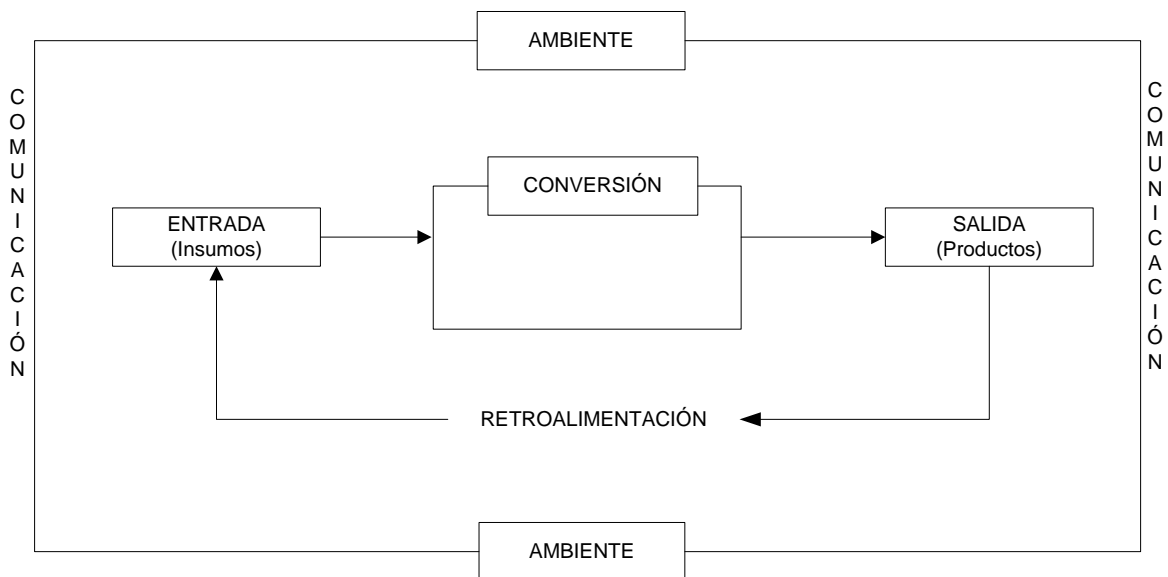 AMBIENTE
COMUNICACIÓN
CONVERSIÓN
ENTRADA
(Insumos)
SALIDA
(Productos)
COMUNICACIÓN
RETROALIMENTACIÓN
AMBIENTE